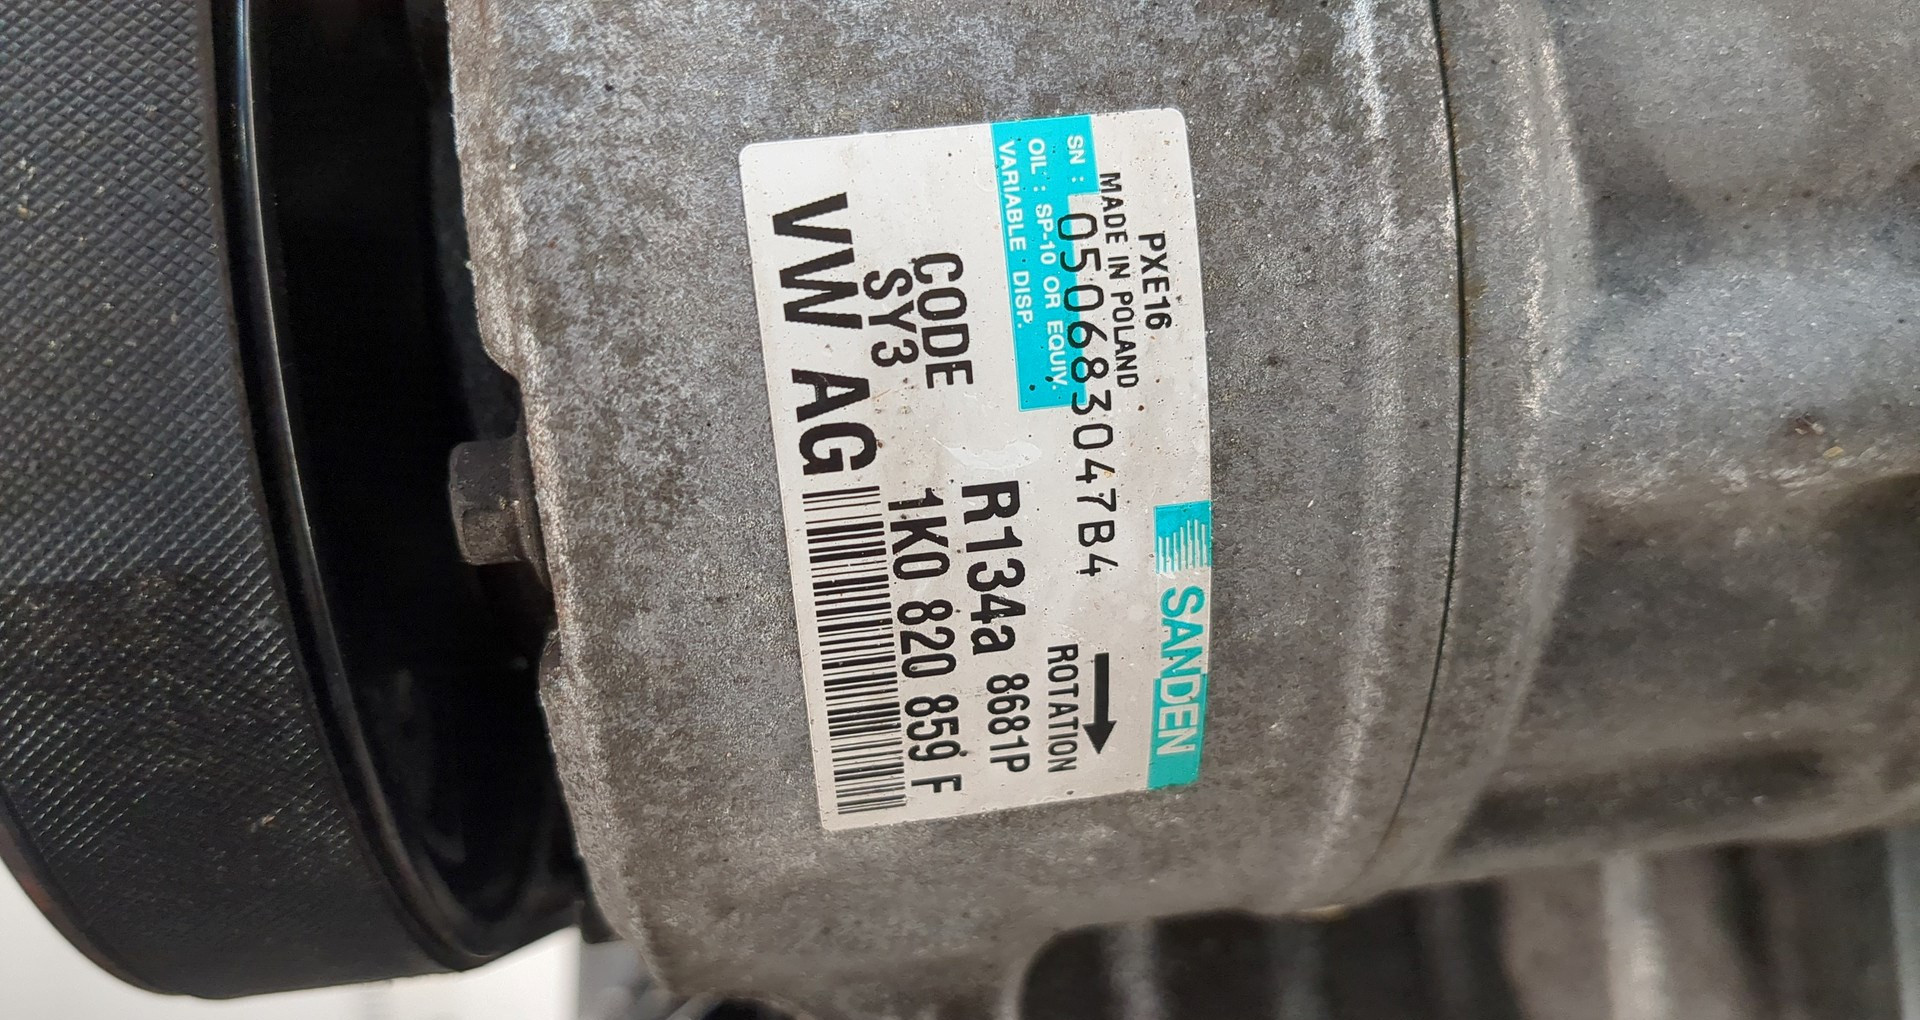 PXE16
SANDEN
MADE IN POLAND
SN : 050683047B4
OIL : SP-10 OR EQUIV.
VARIABLE DISP.
ROTATION
R134a 8681P
CODE
SY3
1K0 820 859 F
VW AG